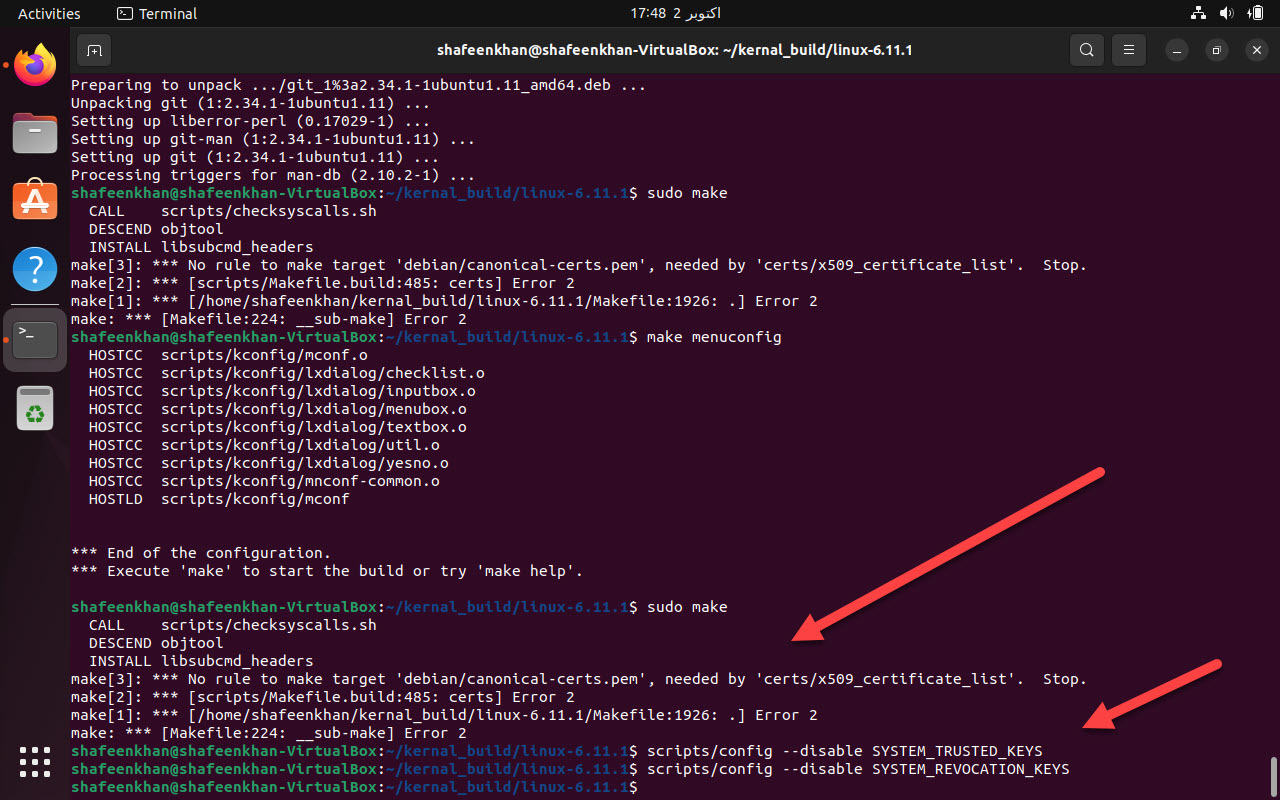 Activities
Terminal
17:48 2 اکتوبر
shafeenkhan@shafeenkhan-VirtualBox: ~/kernal_build/linux-6.11.1
Preparing to unpack .../git_1%3a2.34.1-1ubuntu1.11_amd64.deb ...
Unpacking git (1:2.34.1-1ubuntu1.11) ...
Setting up liberror-perl (0.17029-1) ...
Setting up git-man (1:2.34.1-1ubuntu1.11) ...
Setting up git (1:2.34.1-1ubuntu1.11) ...
Processing triggers for man-db (2.10.2-1) ...
shafeenkhan@shafeenkhan-VirtualBox:~/kernal_build/linux-6.11.1$ sudo make
CALL scripts/checksyscalls.sh
DESCEND objtool
INSTALL libsubcmd_headers
make[3]: *** No rule to make target 'debian/canonical-certs.pem', needed by 'certs/x509_certificate_list'. Stop.
make[2]: *** [scripts/Makefile.build:485: certs] Error 2
make[1]: *** [/home/shafeenkhan/kernal_build/linux-6.11.1/Makefile:1926: .] Error 2
make: *** [Makefile:224: __sub-make] Error 2
shafeenkhan@shafeenkhan-VirtualBox:~/kernal_build/linux-6.11.1$ make menuconfig
HOSTCC scripts/kconfig/mconf.o
HOSTCC scripts/kconfig/lxdialog/checklist.o
HOSTCC scripts/kconfig/lxdialog/inputbox.o
HOSTCC scripts/kconfig/lxdialog/menubox.o
HOSTCC scripts/kconfig/lxdialog/textbox.o
HOSTCC scripts/kconfig/lxdialog/util.o
HOSTCC scripts/kconfig/lxdialog/yesno.o
HOSTCC scripts/kconfig/mnconf-common.o
HOSTLD scripts/kconfig/mconf
*** End of the configuration.
*** Execute 'make' to start the build or try 'make help'.
shafeenkhan@shafeenkhan-VirtualBox:~/kernal_build/linux-6.11.1$ sudo make
CALL scripts/checksyscalls.sh
DESCEND objtool
INSTALL libsubcmd_headers
make[3]: *** No rule to make target 'debian/canonical-certs.pem', needed by 'certs/x509_certificate_list'. Stop.
make[2]: *** [scripts/Makefile.build:485: certs] Error 2
make[1]: *** [/home/shafeenkhan/kernal_build/linux-6.11.1/Makefile:1926: .] Error 2
make: *** [Makefile:224: __sub-make] Error 2
shafeenkhan@shafeenkhan-VirtualBox:~/kernal_build/linux-6.11.1$ scripts/config --disable SYSTEM_TRUSTED_KEYS
shafeenkhan@shafeenkhan-VirtualBox:~/kernal_build/linux-6.11.1$ scripts/config --disable SYSTEM_REVOCATION_KEYS
shafeenkhan@shafeenkhan-VirtualBox:~/kernal_build/linux-6.11.1$